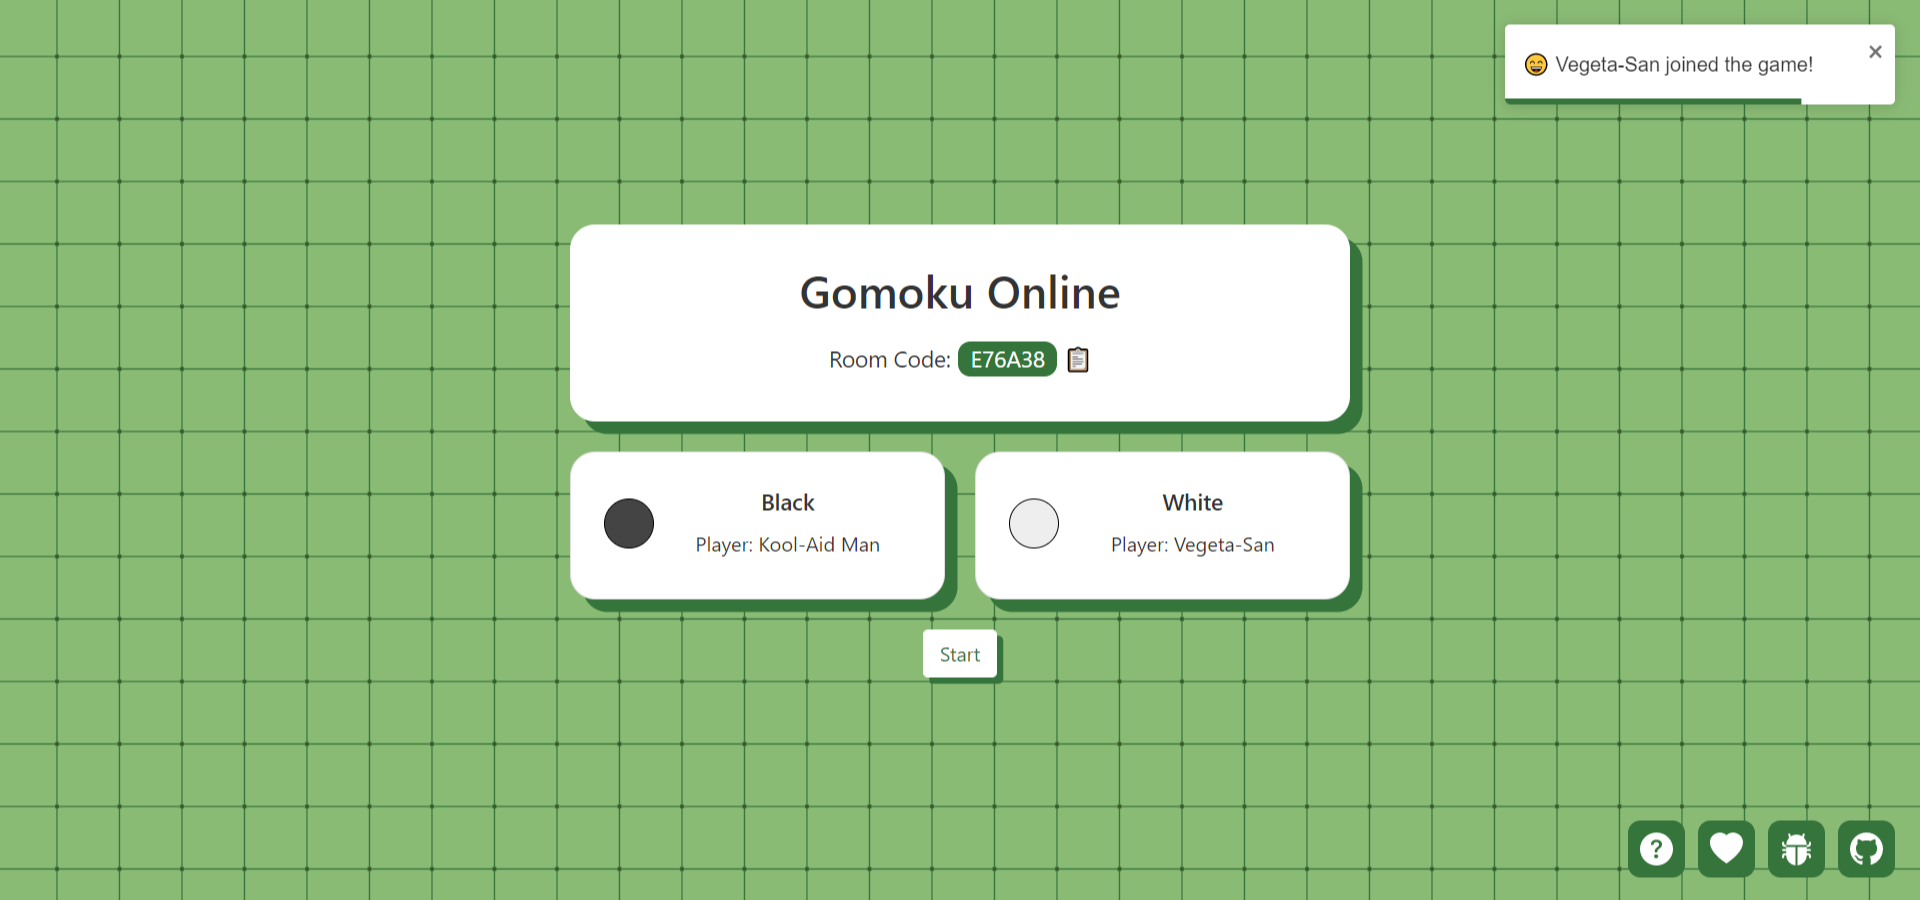 😄 Vegeta-San joined the game!
Gomoku Online
Room Code: E76A38
Black
Player: Kool-Aid Man
White
Player: Vegeta-San
Start